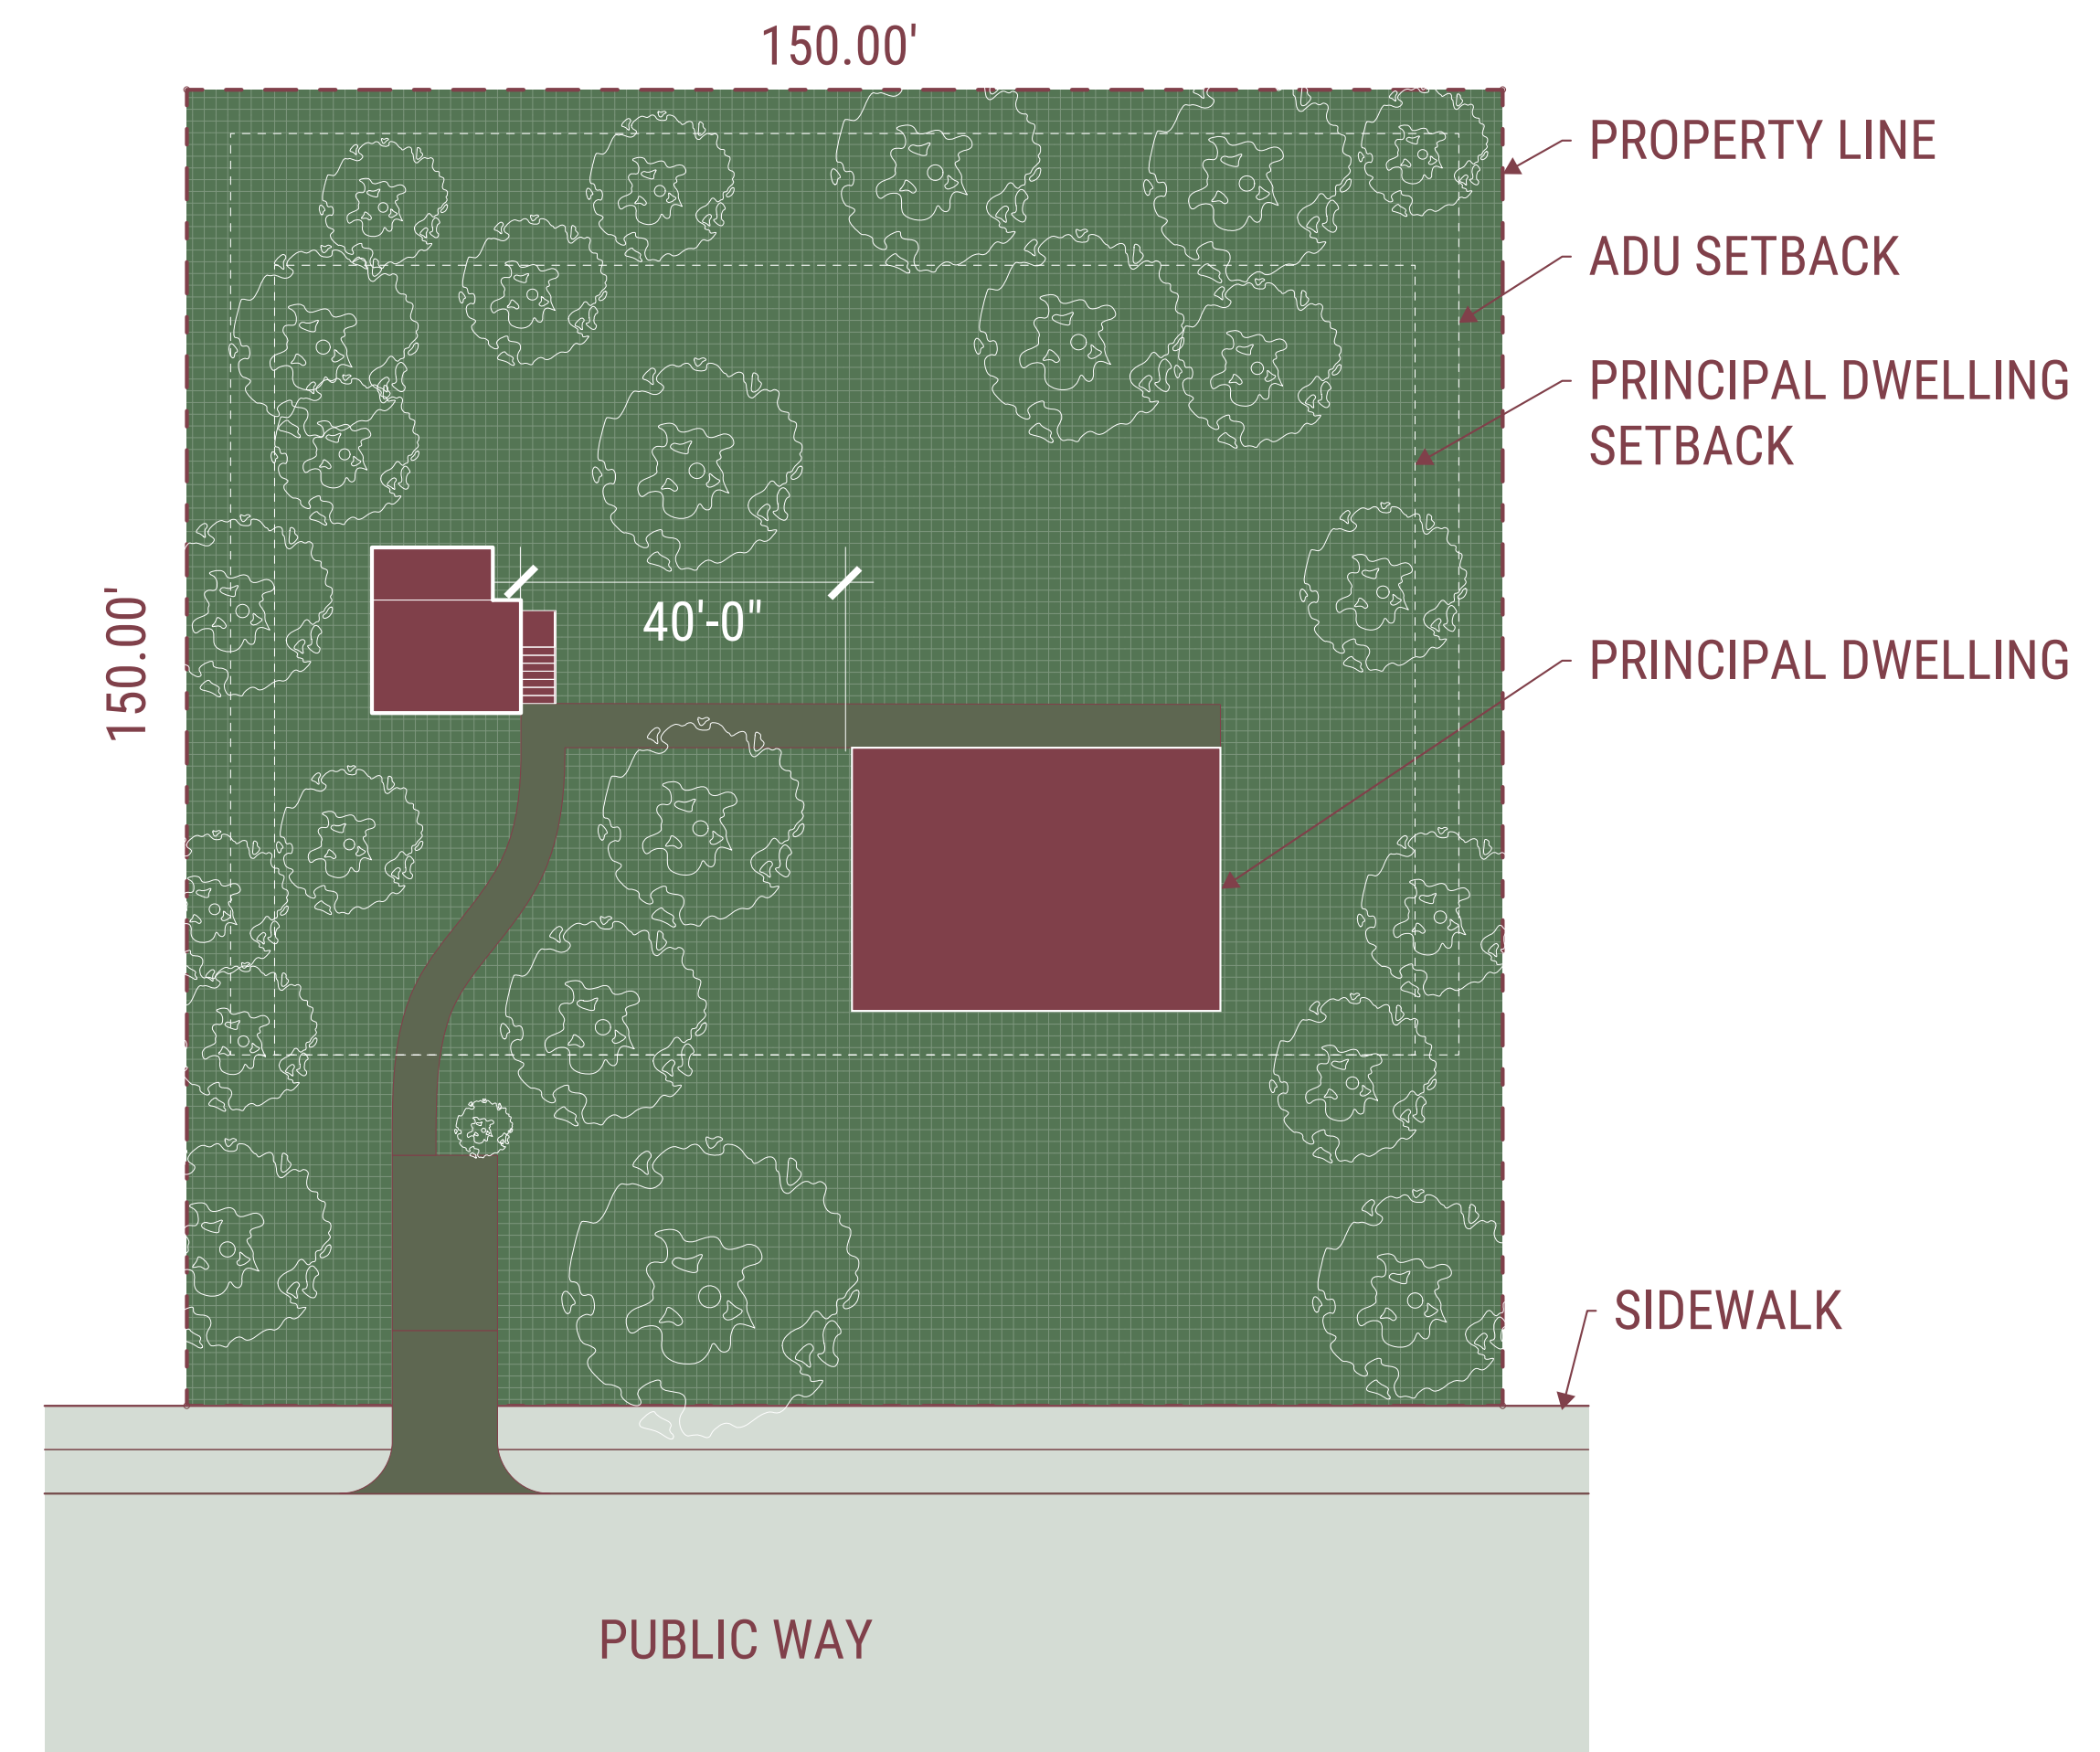 150.00'
PROPERTY LINE
ADU SETBACK
PRINCIPAL DWELLING
SETBACK
150.00'
40'-0"
PRINCIPAL DWELLING
SIDEWALK
PUBLIC WAY